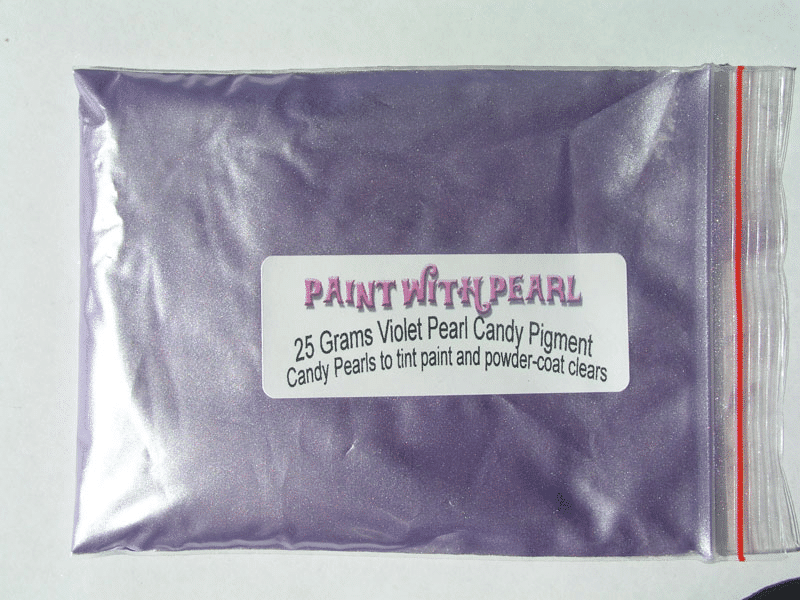 PAINT WITH PEARL
25 Grams Violet Pearl Candy Pigment
Candy Pearls to tint paint and powder-coat clears